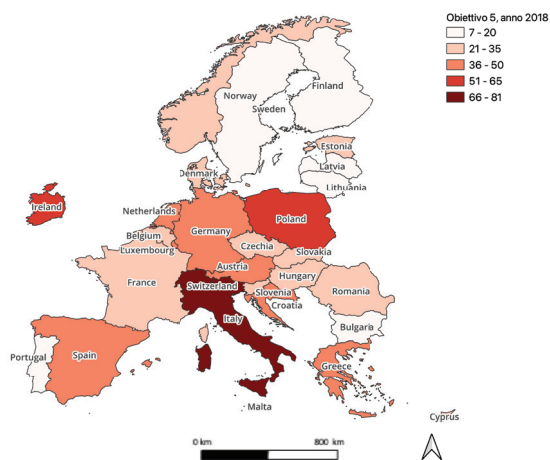 Obiettivo 5, anno 2018
7 - 20
21 - 35
36 - 50
51 - 65
66 - 81
Finland
Norway
Sweden
Estonia
Latvia
Denmark
Lithuania
Ireland
Netherlands
Poland
Germany
Belgium
Czechia
Luxembourg
Slovakia
Austria
Hungary
France
Switzerland
Slovenia
Romania
Croatia
Italy
Bulgaria
Portugal
Spain
Greece
Malta
Cyprus
0 km 800 km